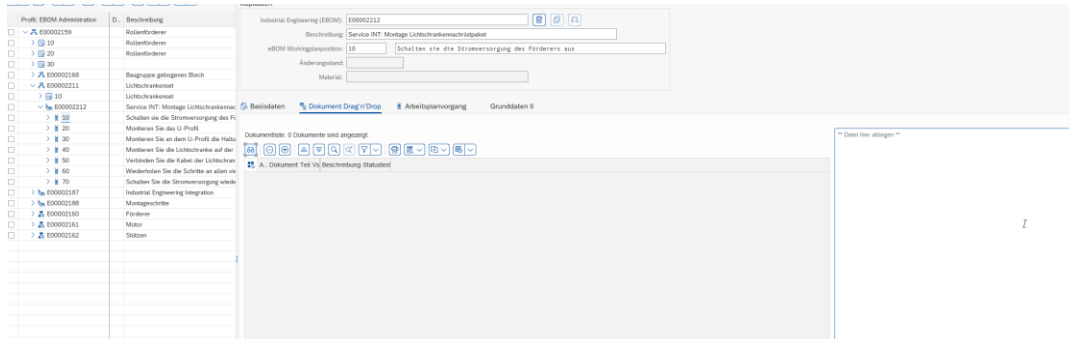 Kopfdaten
Profil: EBOM Administration D.. Beschreibung
E00002159 Rollenförderer
10 Rollenförderer
20 Rollenförderer
30
E00002168 Baugruppe gebogenes Blech
E00002211 Lichtschrankenset
10 Lichtschrankenset
E00002212 Service INT: Montage Lichtschrankennac
10 Schalten sie die Stromversorgung des Fö
20 Montieren Sie das U-Profil
30 Montieren Sie an dem U-Profil die Haltu
40 Montieren Sie die Lichtschranke auf der
50 Verbinden Sie die Kabel der Lichtschran
60 Wiederholen Sie die Schritte an allen vie
70 Schalten Sie die Stromversorgung wiede
E00002187 Industrial Engineering Integration
E00002188 Montageschritte
E00002160 Förderer
E00002161 Motor
E00002162 Stützen
Industrial Engineering (EBOM): E00002212
Beschreibung: Service INT: Montage Lichtschrankennachrüstpaket
eBOM Workingplanposition: 10 Schalten sie die Stromversorgung des Förderers aus
Änderungsstand:
Material:
Basisdaten Dokument Drag'n'Drop Arbeitsplanvorgang Grunddaten II
Dokumentliste. 0 Dokumente sind angezeigt.
A.. Dokument Teil Vs Beschreibung Statustext
** Datei hier ablegen **